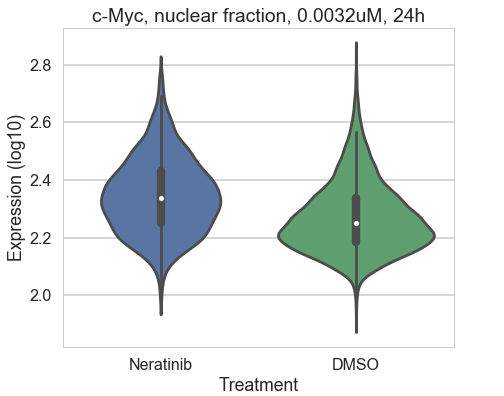 c-Myc, nuclear fraction, 0.0032uM, 24h
Expression (log10)
2.8
2.6
2.4
2.2
2.0
Neratinib
DMSO
Treatment